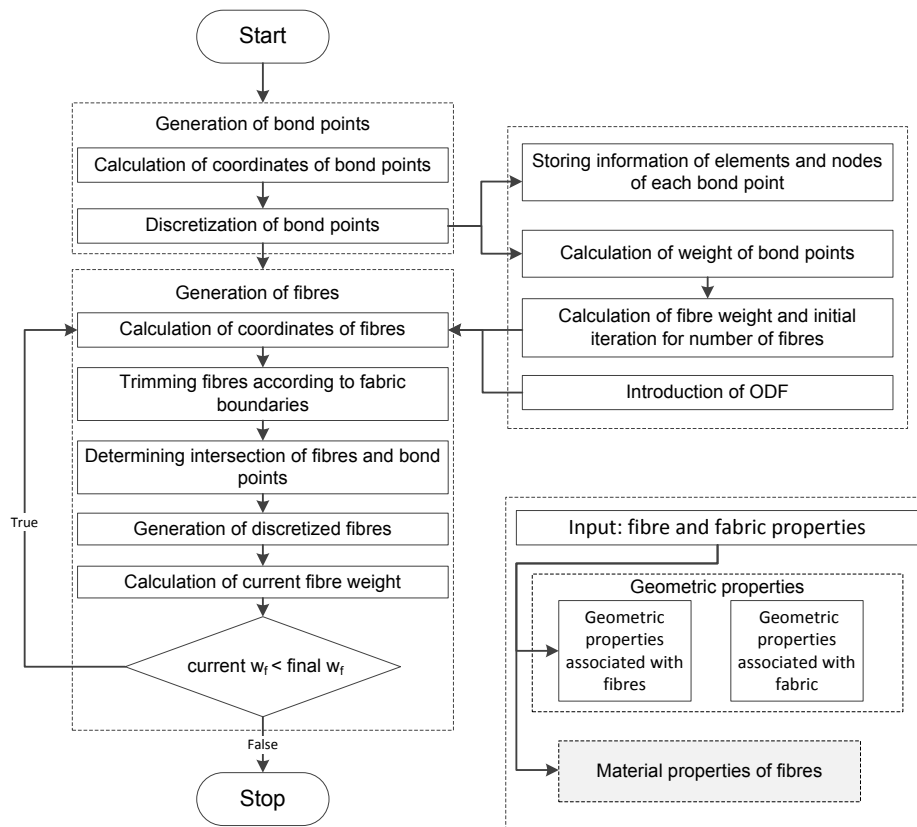 Start
Generation of bond points
Calculation of coordinates of bond points
Discretization of bond points
Storing information of elements and nodes
of each bond point
Calculation of weight of bond points
Calculation of fibre weight and initial
iteration for number of fibres
Introduction of ODF
Generation of fibres
Calculation of coordinates of fibres
Trimming fibres according to fabric
boundaries
Determining intersection of fibres and bond
points
Generation of discretized fibres
Calculation of current fibre weight
current wf < final wf
True
False
Stop
Input: fibre and fabric properties
Geometric properties
Geometric
properties
associated with
fibres
Geometric
properties
associated with
fabric
Material properties of fibres